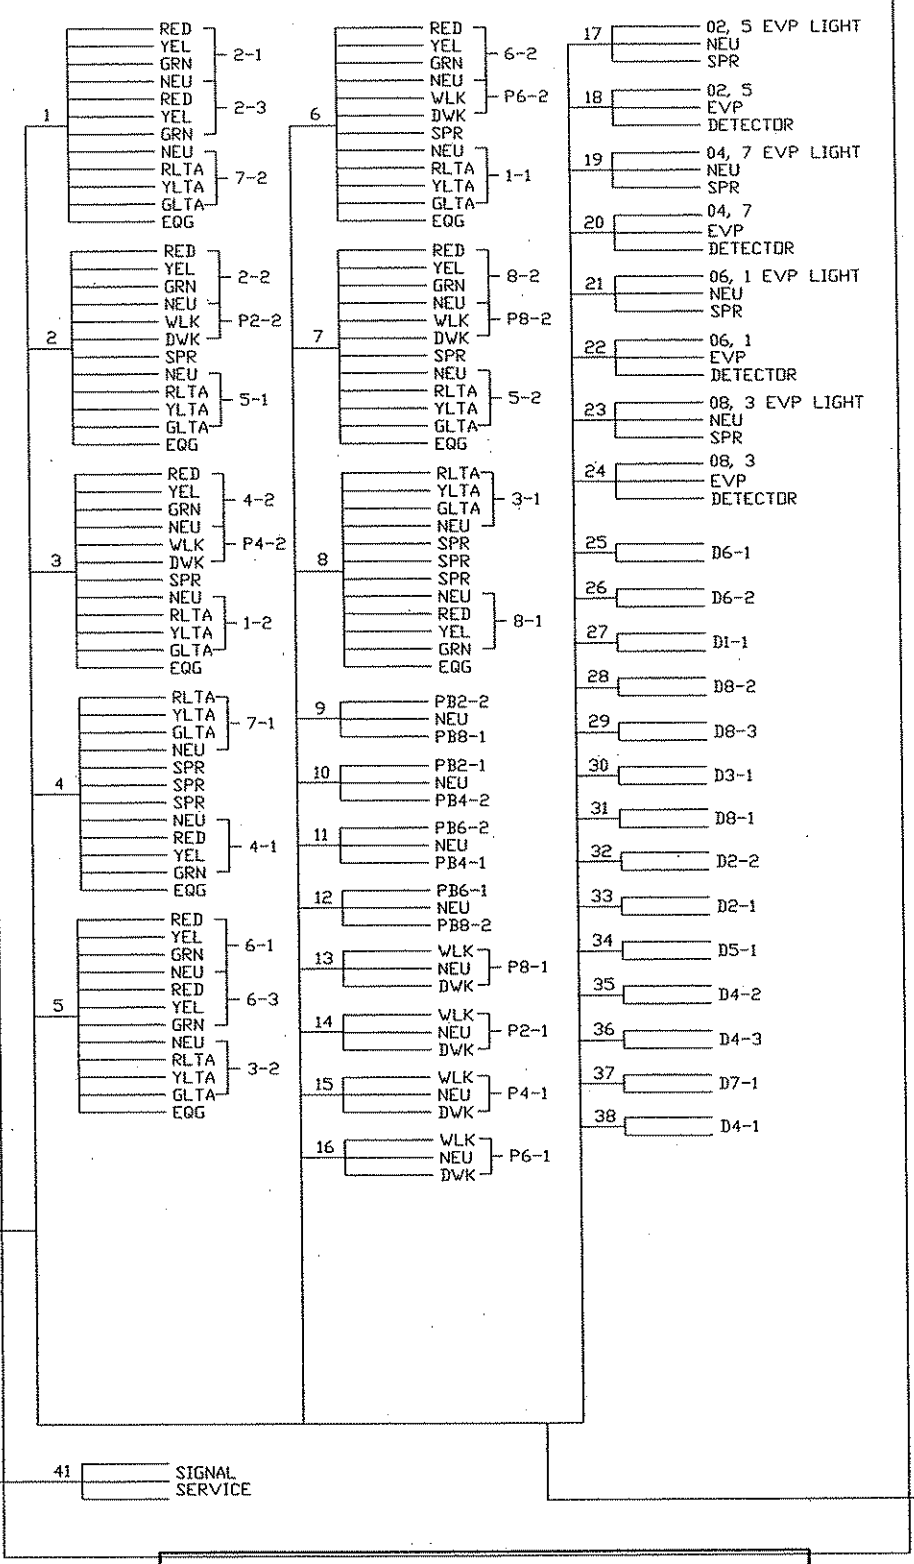 1
RED
YEL
GRN
NEU
RED
YEL
GRN
NEU
RLTA
YLTA
GLTA
EQG
2-1
2-3
7-2
2
RED
YEL
GRN
NEU
WLK
DWK
SPR
NEU
RLTA
YLTA
GLTA
EQG
2-2
P2-2
5-1
3
RED
YEL
GRN
NEU
WLK
DWK
SPR
NEU
RLTA
YLTA
GLTA
EQG
4-2
P4-2
1-2
4
RLTA
YLTA
GLTA
NEU
SPR
SPR
SPR
NEU
RED
YEL
GRN
EQG
7-1
4-1
5
RED
YEL
GRN
NEU
RED
YEL
GRN
NEU
RLTA
YLTA
GLTA
EQG
6-1
6-3
3-2
6
RED
YEL
GRN
NEU
WLK
DWK
SPR
NEU
RLTA
YLTA
GLTA
EQG
6-2
P6-2
1-1
7
RED
YEL
GRN
NEU
WLK
DWK
SPR
NEU
RLTA
YLTA
GLTA
EQG
8-2
P8-2
5-2
8
RLTA
YLTA
GLTA
NEU
SPR
SPR
SPR
NEU
RED
YEL
GRN
EQG
3-1
8-1
9
PB2-2
NEU
PB8-1
10
PB2-1
NEU
PB4-2
11
PB6-2
NEU
PB4-1
12
PB6-1
NEU
PB8-2
13
WLK
NEU
DWK
P8-1
14
WLK
NEU
DWK
P2-1
15
WLK
NEU
DWK
P4-1
16
WLK
NEU
DWK
P6-1
17
02, 5 EVP LIGHT
NEU
SPR
18
02, 5
EVP
DETECTOR
19
04, 7 EVP LIGHT
NEU
SPR
20
04, 7
EVP
DETECTOR
21
06, 1 EVP LIGHT
NEU
SPR
22
06, 1
EVP
DETECTOR
23
08, 3 EVP LIGHT
NEU
SPR
24
08, 3
EVP
DETECTOR
25 D6-1
26 D6-2
27 D1-1
28 D8-2
29 D8-3
30 D3-1
31 D8-1
32 D2-2
33 D2-1
34 D5-1
35 D4-2
36 D4-3
37 D7-1
38 D4-1
41
SIGNAL
SERVICE